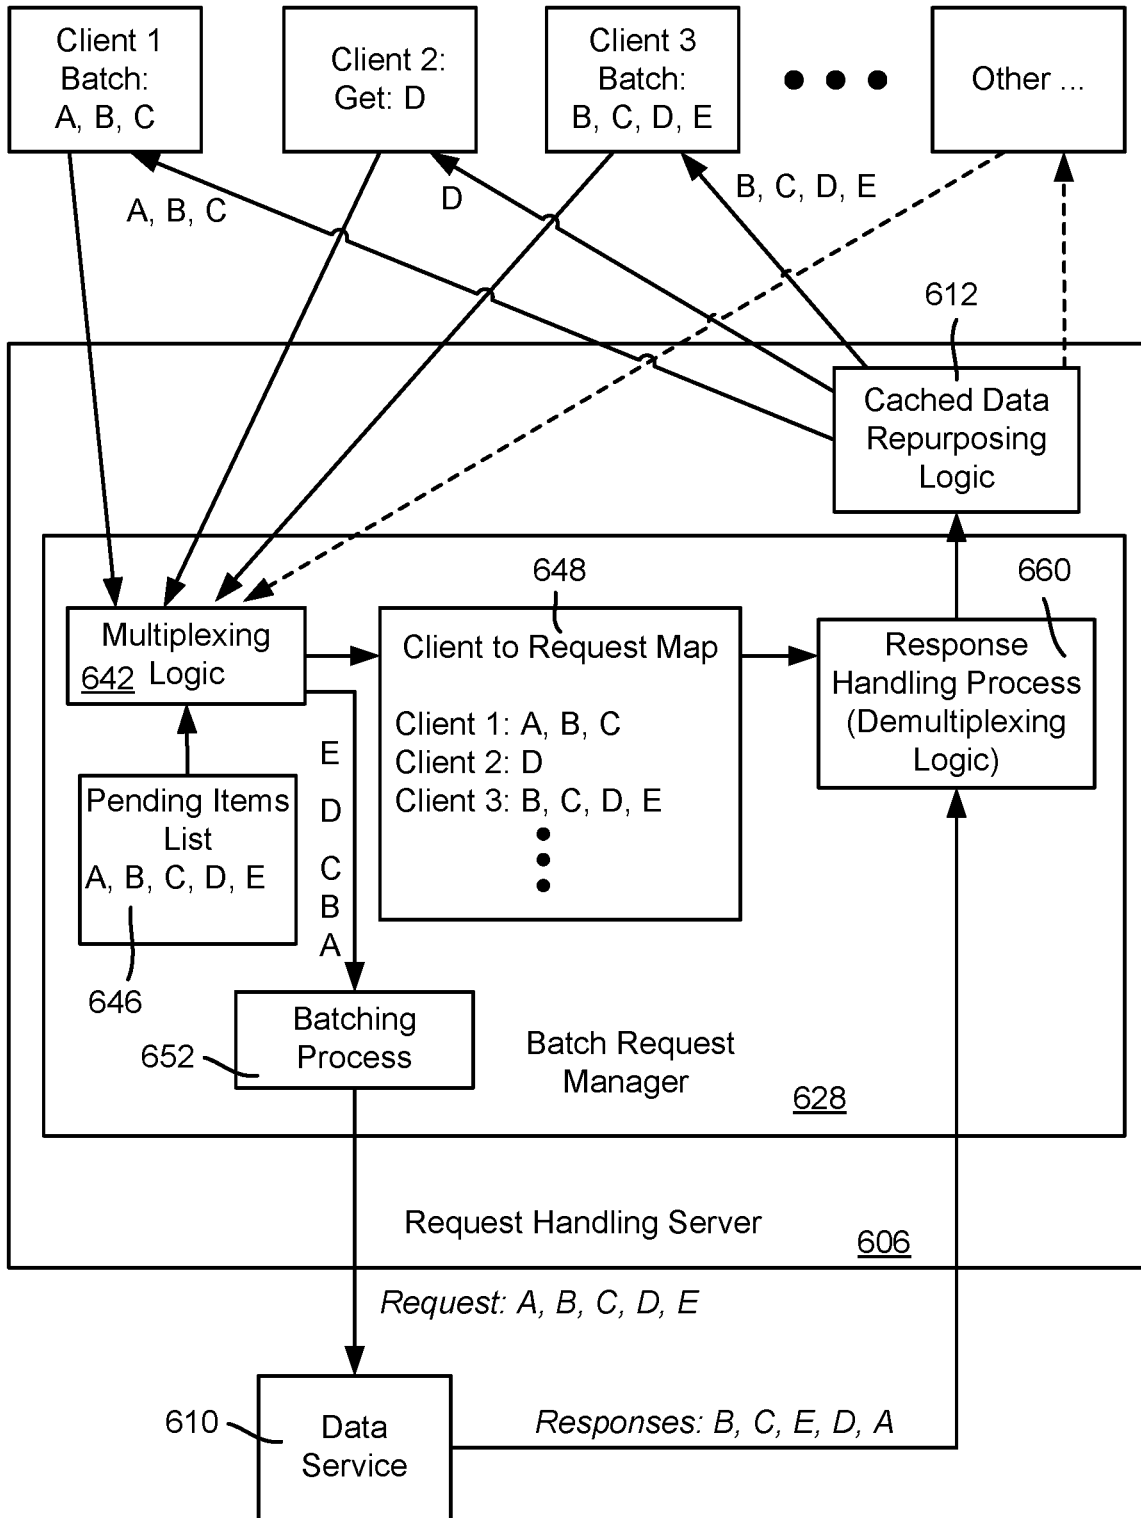 Client 1
Batch:
A, B, C
Client 2:
Get: D
Client 3
Batch:
B, C, D, E
Other ...
A, B, C
D
B, C, D, E
612
Cached Data
Repurposing
Logic
648
660
Multiplexing
Logic
642
Client to Request Map
Client 1: A, B, C
Client 2: D
Client 3: B, C, D, E
Response
Handling Process
(Demultiplexing
Logic)
Pending Items
List
A, B, C, D, E
646
E
D
C
B
A
Batching
Process
652
Batch Request
Manager
628
Request Handling Server
606
Request: A, B, C, D, E
610
Data
Service
Responses: B, C, E, D, A